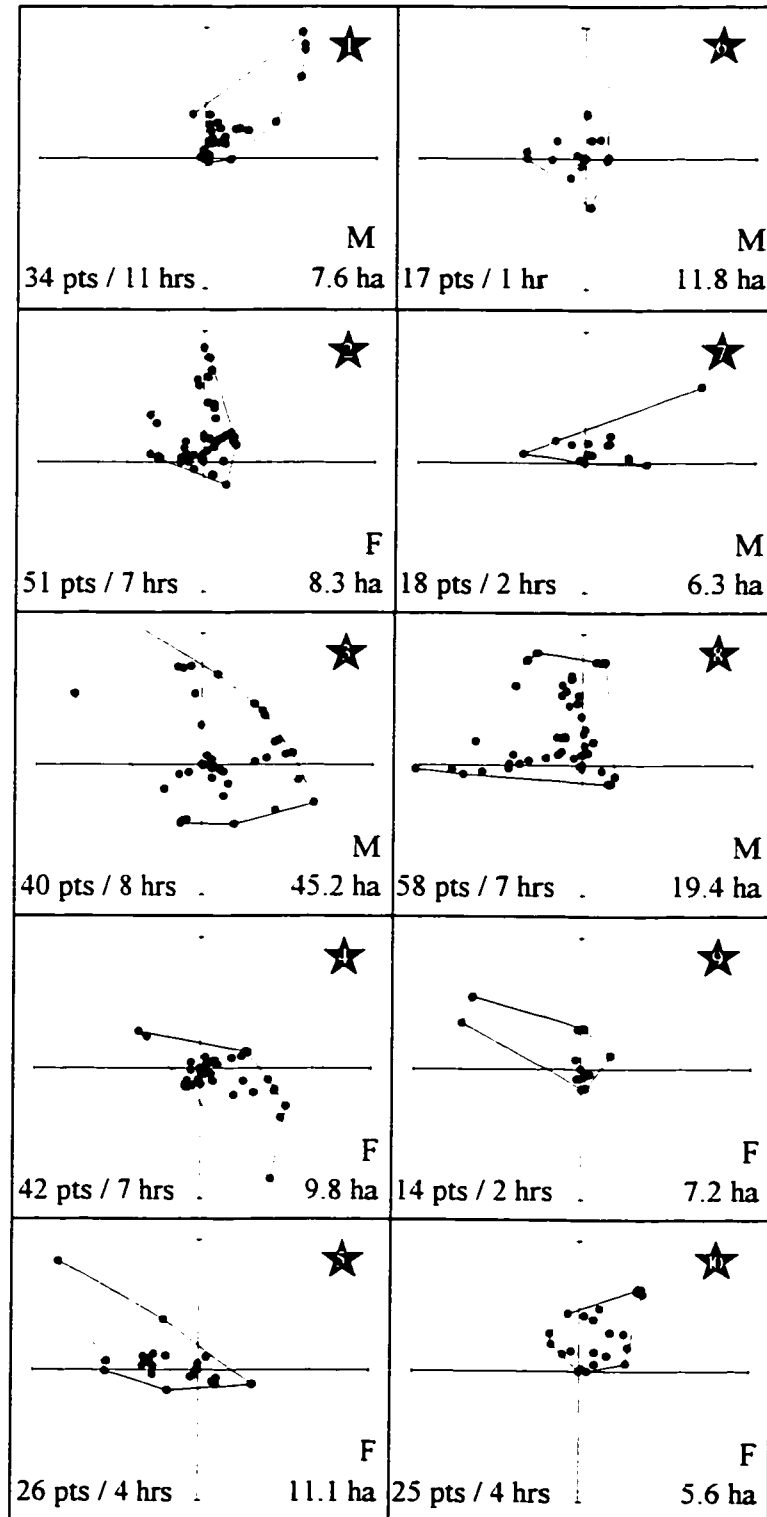 1
M
34 pts / 11 hrs
7.6 ha
6
M
17 pts / 1 hr
11.8 ha
2
F
51 pts / 7 hrs
8.3 ha
7
M
18 pts / 2 hrs
6.3 ha
3
M
40 pts / 8 hrs
45.2 ha
8
M
58 pts / 7 hrs
19.4 ha
4
F
42 pts / 7 hrs
9.8 ha
9
F
14 pts / 2 hrs
7.2 ha
5
F
26 pts / 4 hrs
11.1 ha
10
F
25 pts / 4 hrs
5.6 ha